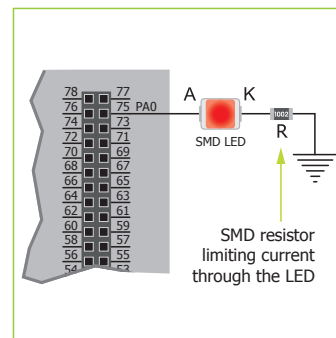 78 77
76 75 PA0
74 73
72 71
70 69
68 67
66 65
64 63
62 61
60 59
58 57
56 55
54 53
A K
SMD LED
1002
R
SMD resistor
limiting current
through the LED